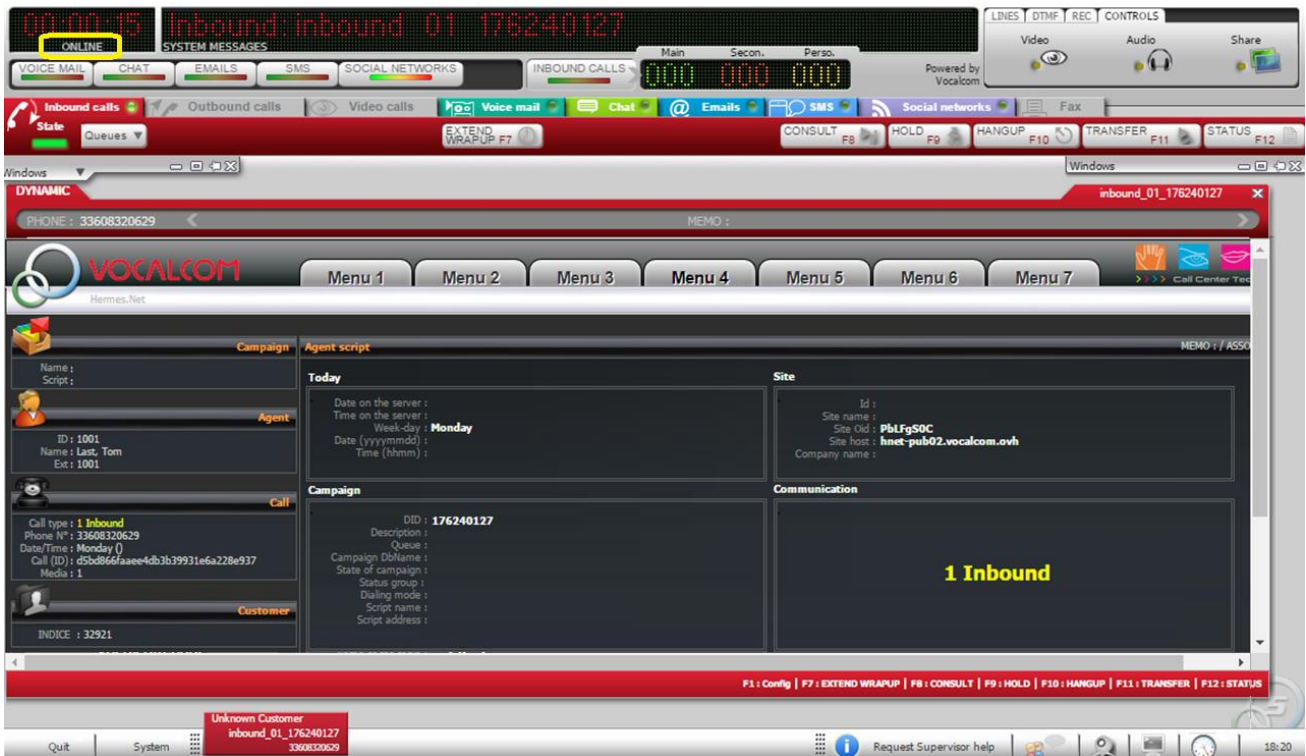 00:00:15
Inbound:inbound 01 176240127
ONLINE
SYSTEM MESSAGES
Main Secon. Perso.
LINES DTMF REC CONTROLS
Video Audio Share
VOICE MAIL CHAT EMAILS SMS SOCIAL NETWORKS
INBOUND CALLS
000 000 000
Powered by
Vocalcom
Inbound calls Outbound calls Video calls Voice mail Chat @ Emails SMS Social networks Fax
State
Queues
EXTEND
WRAPUP F7
CONSULT F8
HOLD F9
HANGUP F10
TRANSFER F11
STATUS F12
Windows
Windows
DYNAMIC
inbound_01_176240127 X
PHONE : 33608320629
MEMO :
VOCALCOM
Hermes.Net
Menu 1 Menu 2 Menu 3 Menu 4 Menu 5 Menu 6 Menu 7
>>>> Call Center Tec
Campaign
Name :
Script :
Agent
ID : 1001
Name : Last, Tom
Ext : 1001
Call
Call type : 1 Inbound
Phone N° : 33608320629
Date/Time : Monday ()
Call (ID) : d5bd866faaee4db3b39931e6a228e937
Media : 1
Customer
INDICE : 32921
Agent script
MEMO : / ASSO
Today
Date on the server :
Time on the server :
Week-day : Monday
Date (yyyymmdd) :
Time (hhmm) :
Site
Id :
Site name :
Site Oid : PbLFgS0C
Site host : hnet-pub02.vocalcom.ovh
Company name :
Campaign
DID : 176240127
Description :
Queue :
Campaign DbName :
State of campaign :
Status group :
Dialing mode :
Script name :
Script address :
Communication
1 Inbound
F1 : Config | F7 : EXTEND WRAPUP | F8 : CONSULT | F9 : HOLD | F10 : HANGUP | F11 : TRANSFER | F12 : STATUS
Quit
System
Unknown Customer
inbound_01_176240127
33608320629
Request Supervisor help
18:20